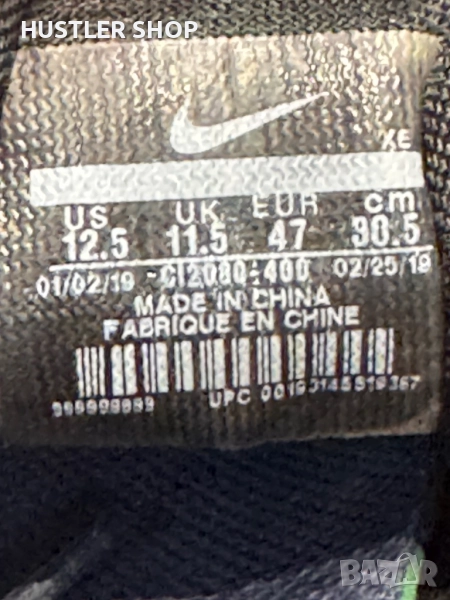 HUSTLER SHOP
XE
US UK EUR cm
12.5 11.5 47 30.5
01/02/19 CI2080-400 02/25/19
MADE IN CHINA
FABRIQUE EN CHINE
UPC
BAZAR